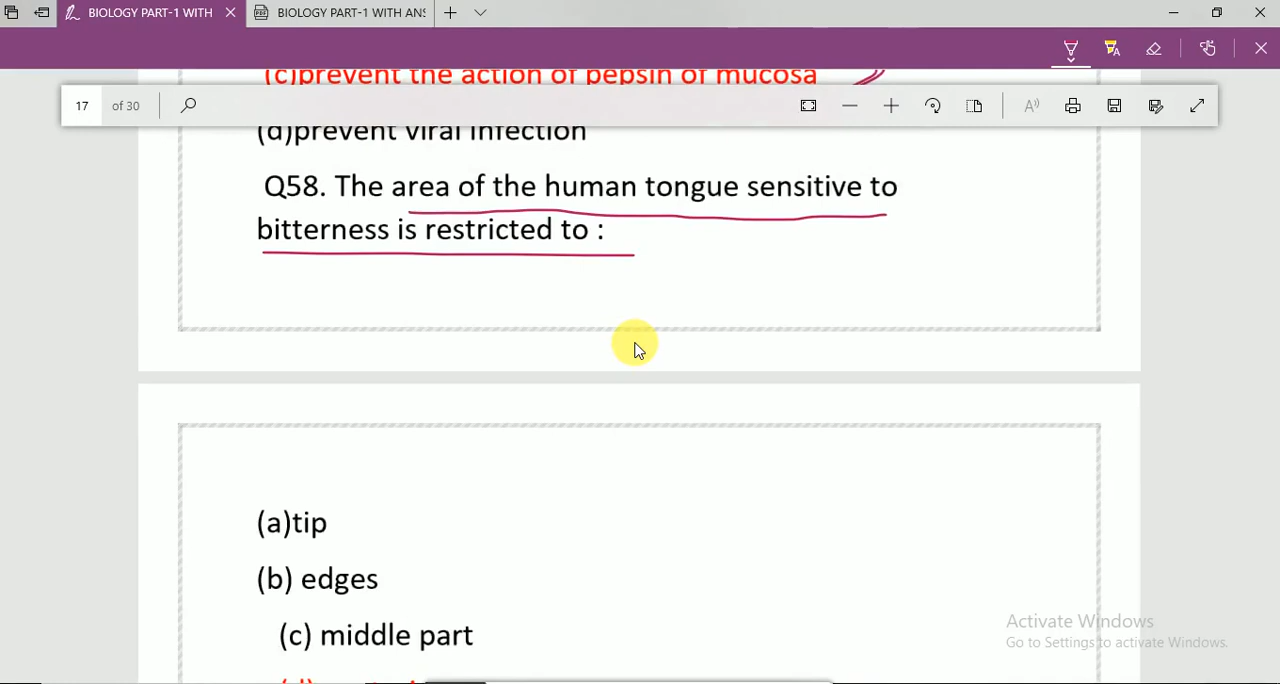 BIOLOGY PART-1 WITH
BIOLOGY PART-1 WITH ANS
(c)prevent the action of pepsin of mucosa
17 of 30
(d)prevent viral infection
Q58. The area of the human tongue sensitive to
bitterness is restricted to :
(a)tip
(b) edges
(c) middle part
Activate Windows
Go to Settings to activate Windows.